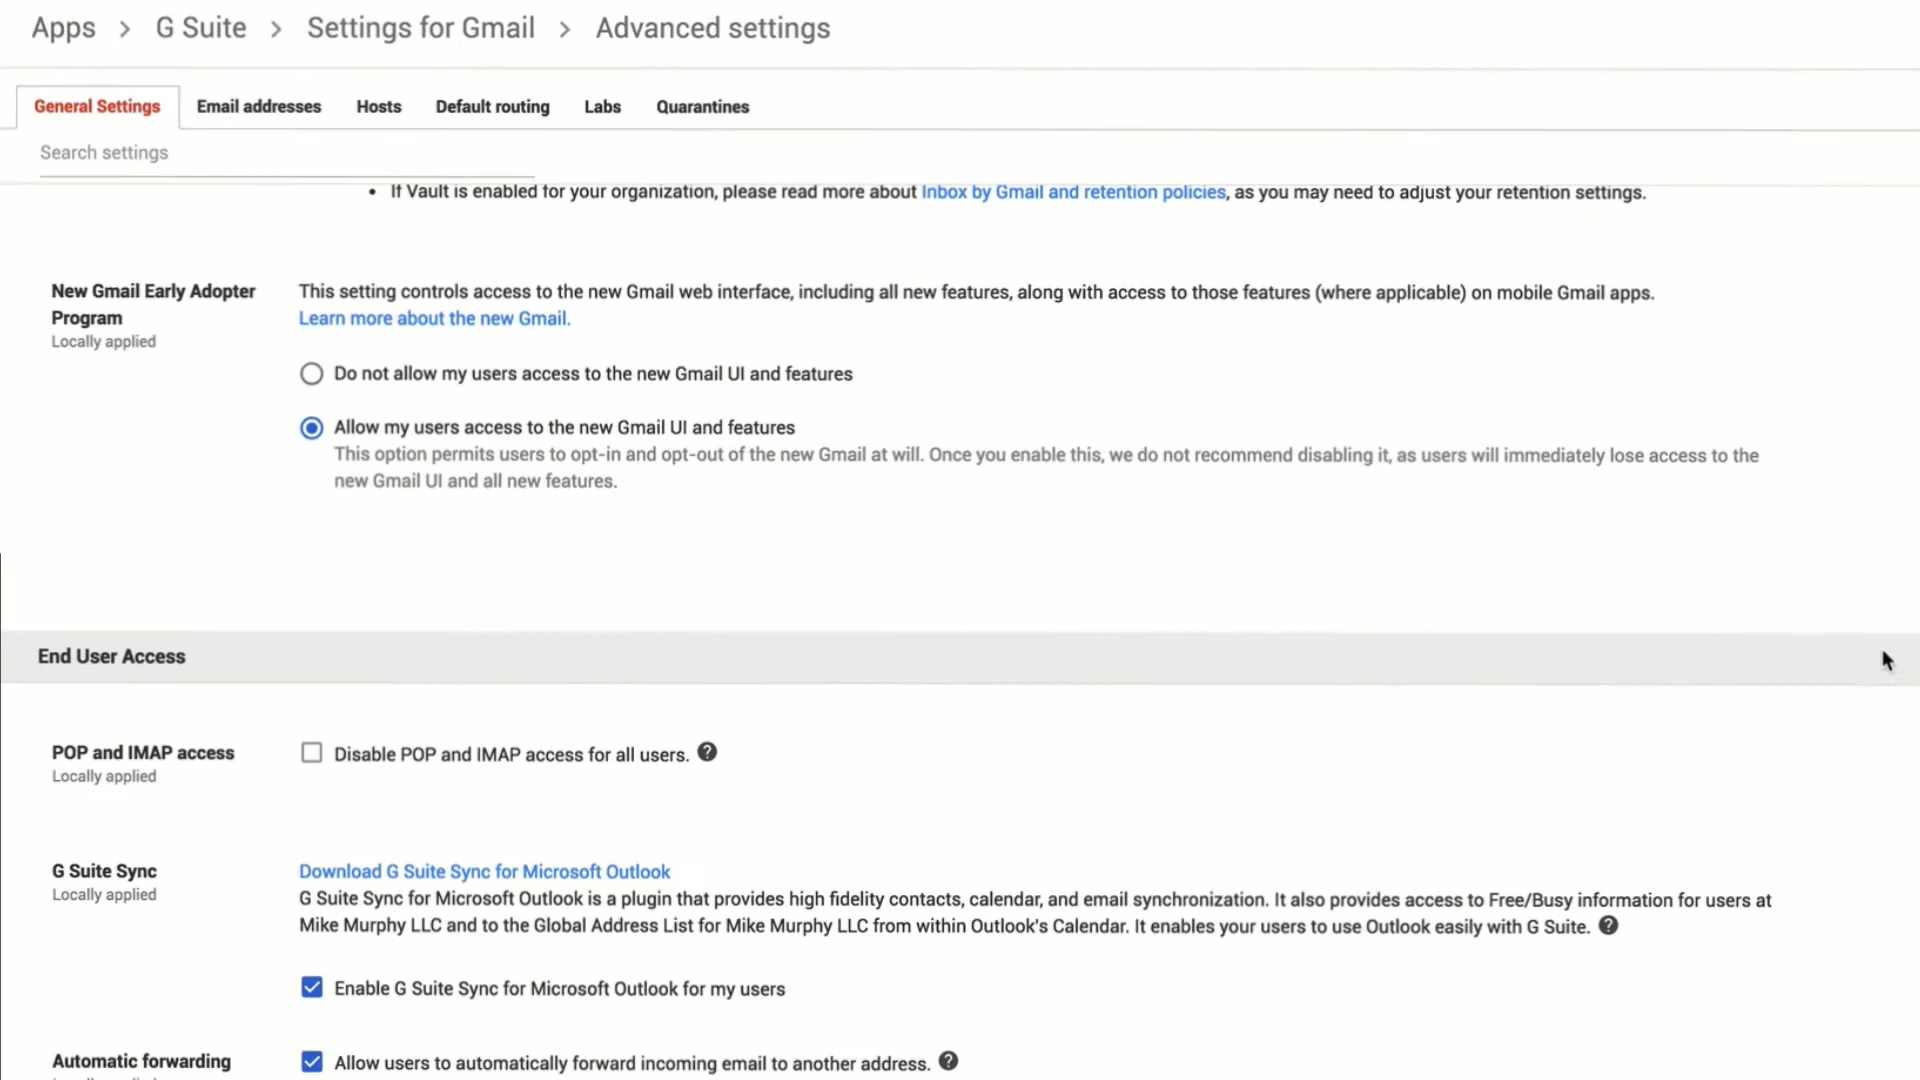 Apps > G Suite > Settings for Gmail > Advanced settings
General Settings Email addresses Hosts Default routing Labs Quarantines
Search settings
• If Vault is enabled for your organization, please read more about Inbox by Gmail and retention policies, as you may need to adjust your retention settings.
New Gmail Early Adopter
Program
Locally applied
This setting controls access to the new Gmail web interface, including all new features, along with access to those features (where applicable) on mobile Gmail apps.
Learn more about the new Gmail.
Do not allow my users access to the new Gmail UI and features
Allow my users access to the new Gmail UI and features
This option permits users to opt-in and opt-out of the new Gmail at will. Once you enable this, we do not recommend disabling it, as users will immediately lose access to the
new Gmail UI and all new features.
End User Access
POP and IMAP access
Locally applied
Disable POP and IMAP access for all users. ?
G Suite Sync
Locally applied
Download G Suite Sync for Microsoft Outlook
G Suite Sync for Microsoft Outlook is a plugin that provides high fidelity contacts, calendar, and email synchronization. It also provides access to Free/Busy information for users at
Mike Murphy LLC and to the Global Address List for Mike Murphy LLC from within Outlook's Calendar. It enables your users to use Outlook easily with G Suite. ?
Enable G Suite Sync for Microsoft Outlook for my users
Automatic forwarding
Allow users to automatically forward incoming email to another address. ?